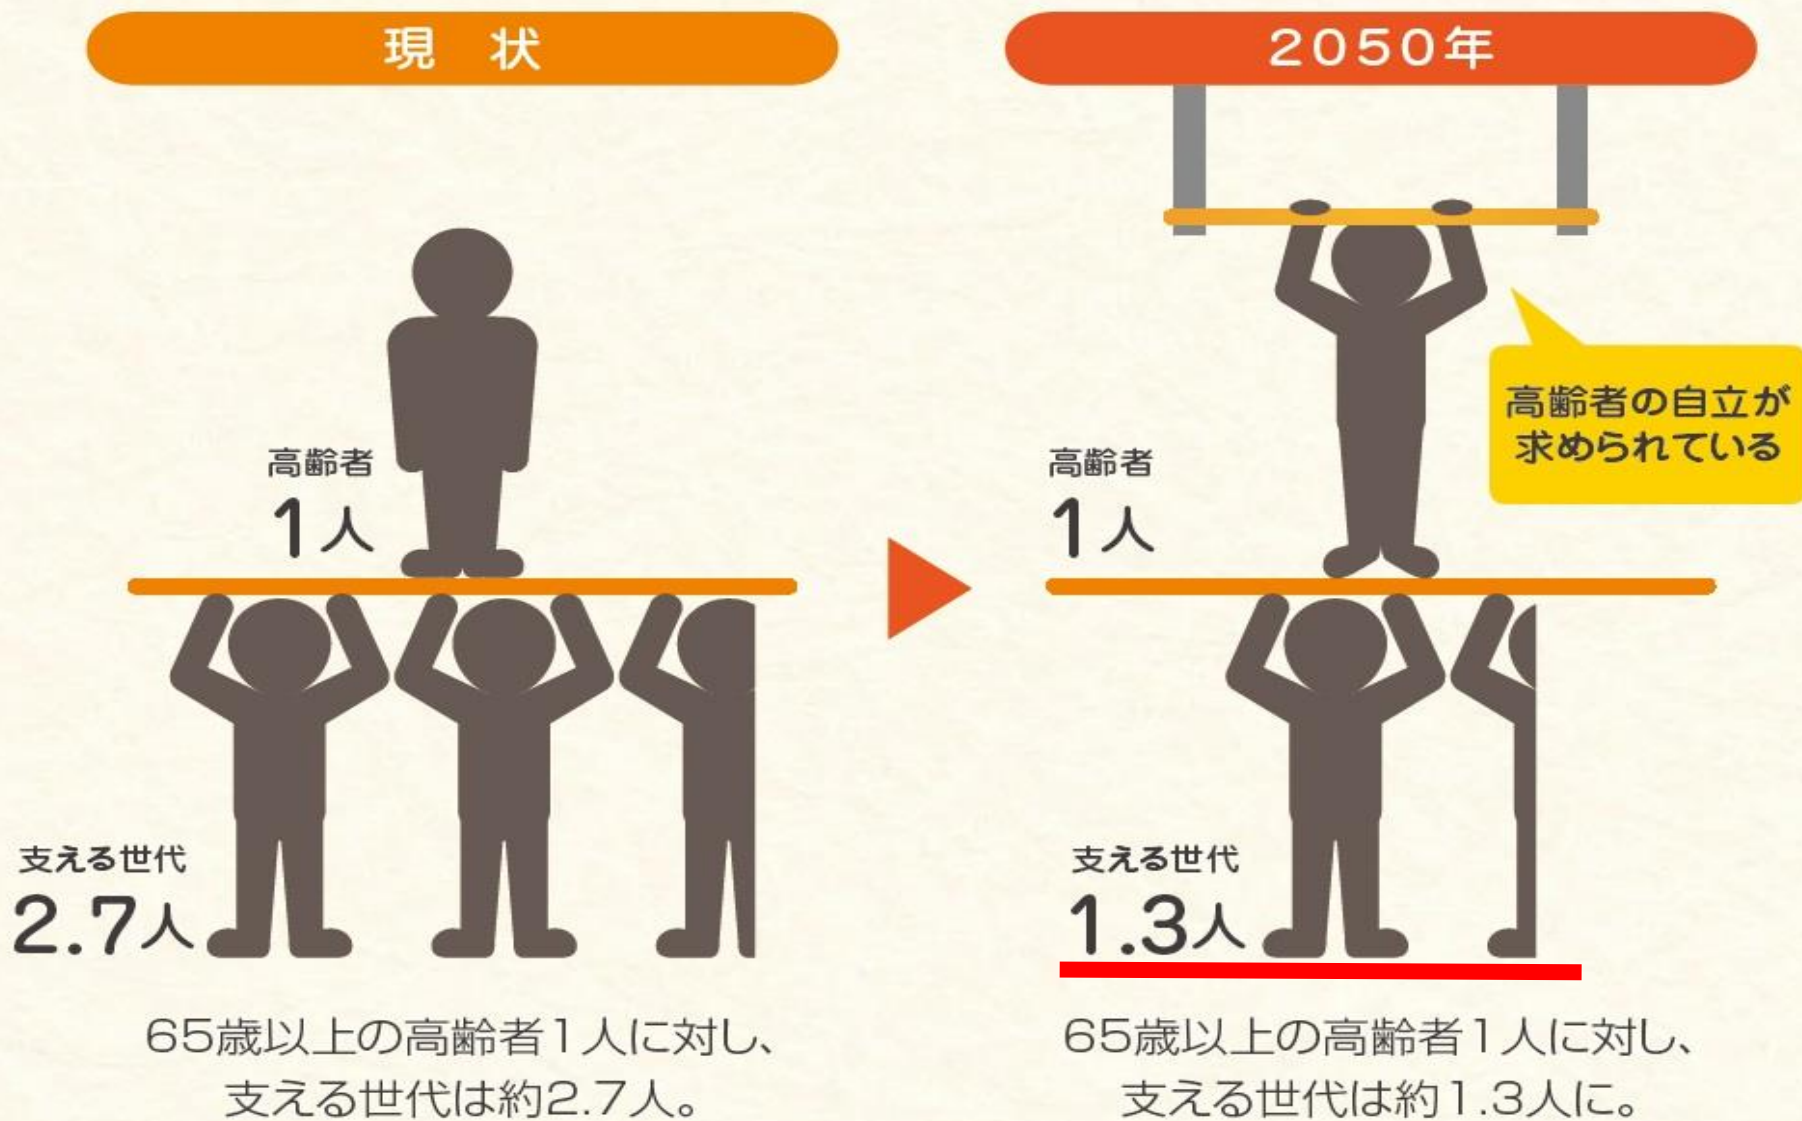 現 状
高齢者
1人
支える世代
2.7人
65歳以上の高齢者1人に対し、
支える世代は約2.7人。
2050年
高齢者の自立が
求められている
高齢者
1人
支える世代
1.3人
65歳以上の高齢者1人に対し、
支える世代は約1.3人に。